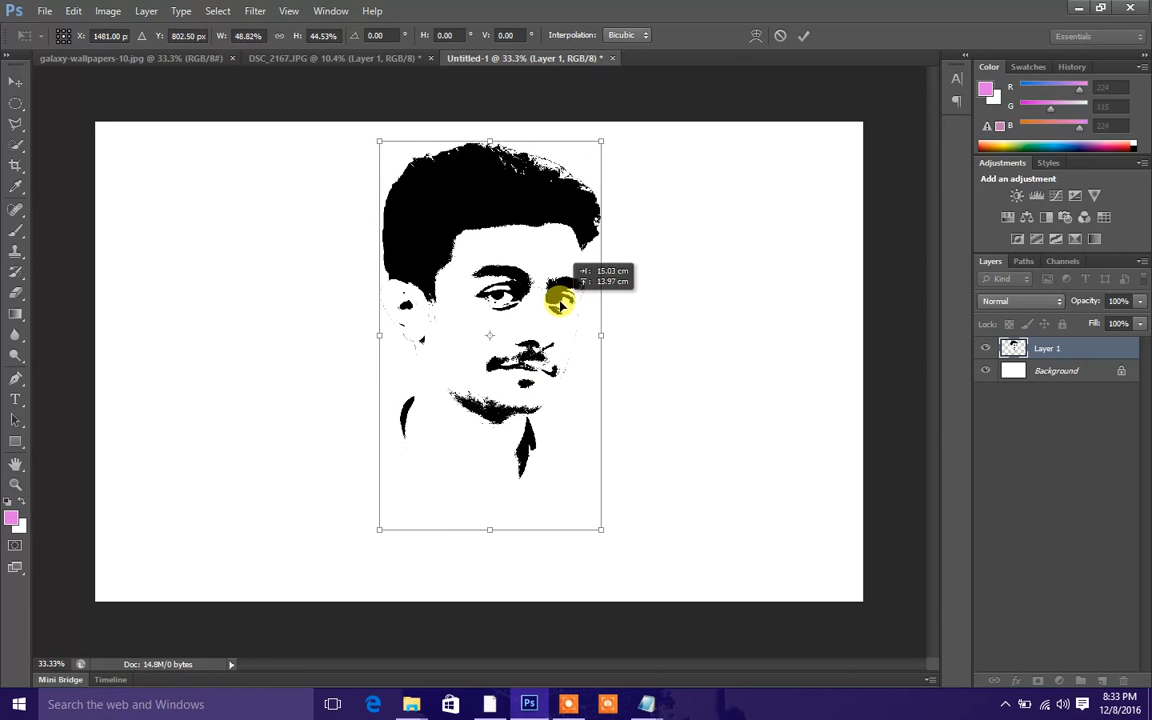 Ps File Edit Image Layer Type Select Filter View Window Help
X: 1481.00 px Y: 802.50 px W: 48.82% H: 44.53% 0.00 ° H: 0.00 ° V: 0.00 ° Interpolation: Bicubic Essentials
galaxy-wallpapers-10.jpg @ 33.3% (RGB/8#) × DSC_2167.JPG @ 10.4% (Layer 1, RGB/8) * × Untitled-1 @ 33.3% (Layer 1, RGB/8) * ×
Color Swatches History
R 224
G 115
B 224
Adjustments Styles
Add an adjustment
Layers Paths Channels
Kind
Normal Opacity: 100%
Lock: Fill: 100%
Layer 1
Background
15.03 cm
13.97 cm
33.33% Doc: 14.8M/0 bytes
Mini Bridge Timeline
Search the web and Windows
8:33 PM
12/8/2016